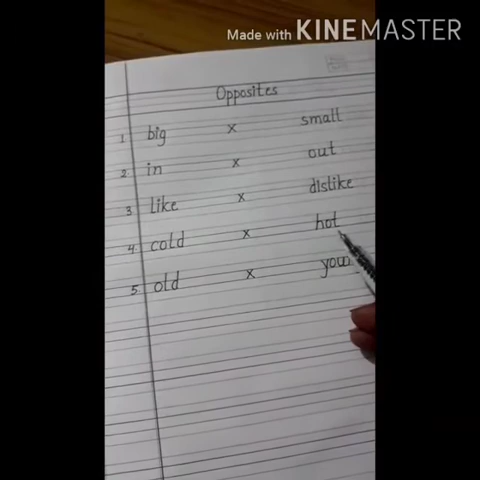 Made with KINEMASTER
Opposites
1. big x small
2. in x out
3. like x dislike
4. cold x hot
5. old x